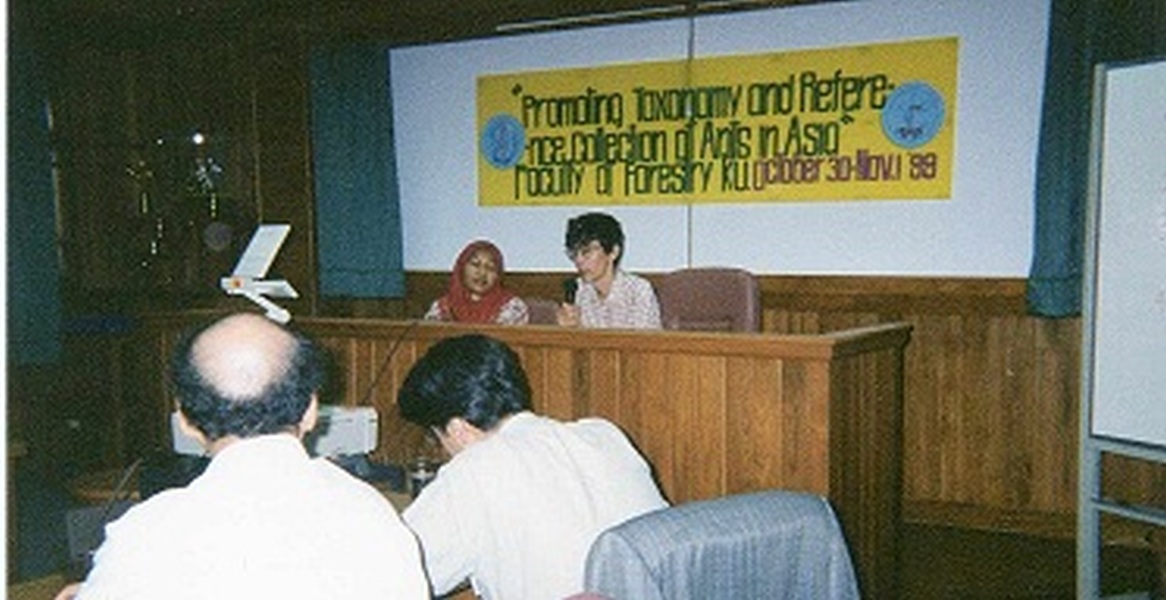 "Promoting Taxonomy and Refere-
-nce Collection of Ants in Asia"
Faculty of Forestry KU October 30-Nov.1 '99